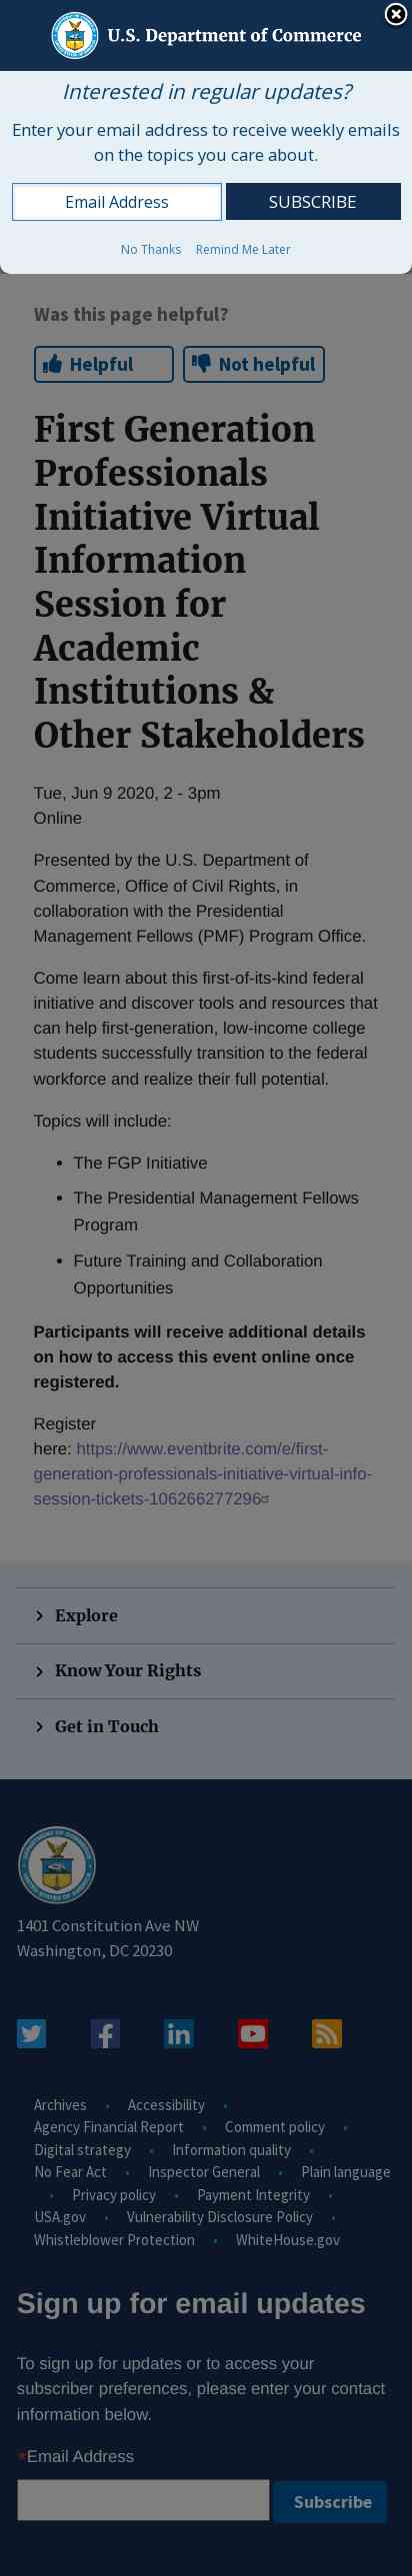 U.S. Department of Commerce
Interested in regular updates?
Enter your email address to receive weekly emails
on the topics you care about.
Email Address SUBSCRIBE
No Thanks Remind Me Later
Was this page helpful?
Helpful Not helpful
First Generation
Professionals
Initiative Virtual
Information
Session for
Academic
Institutions &
Other Stakeholders
Tue, Jun 9 2020, 2 - 3pm
Online
Presented by the U.S. Department of
Commerce, Office of Civil Rights, in
collaboration with the Presidential
Management Fellows (PMF) Program Office.
Come learn about this first-of-its-kind federal
initiative and discover tools and resources that
can help first-generation, low-income college
students successfully transition to the federal
workforce and realize their full potential.
Topics will include:
• The FGP Initiative
• The Presidential Management Fellows
Program
• Future Training and Collaboration
Opportunities
Participants will receive additional details
on how to access this event online once
registered.
Register
here: https://www.eventbrite.com/e/first-
generation-professionals-initiative-virtual-info-
session-tickets-106266277296
Explore
Know Your Rights
Get in Touch
1401 Constitution Ave NW
Washington, DC 20230
Archives • Accessibility •
Agency Financial Report • Comment policy •
Digital strategy • Information quality •
No Fear Act • Inspector General • Plain language
• Privacy policy • Payment Integrity •
USA.gov • Vulnerability Disclosure Policy •
Whistleblower Protection • WhiteHouse.gov
Sign up for email updates
To sign up for updates or to access your
subscriber preferences, please enter your contact
information below.
*Email Address
Subscribe